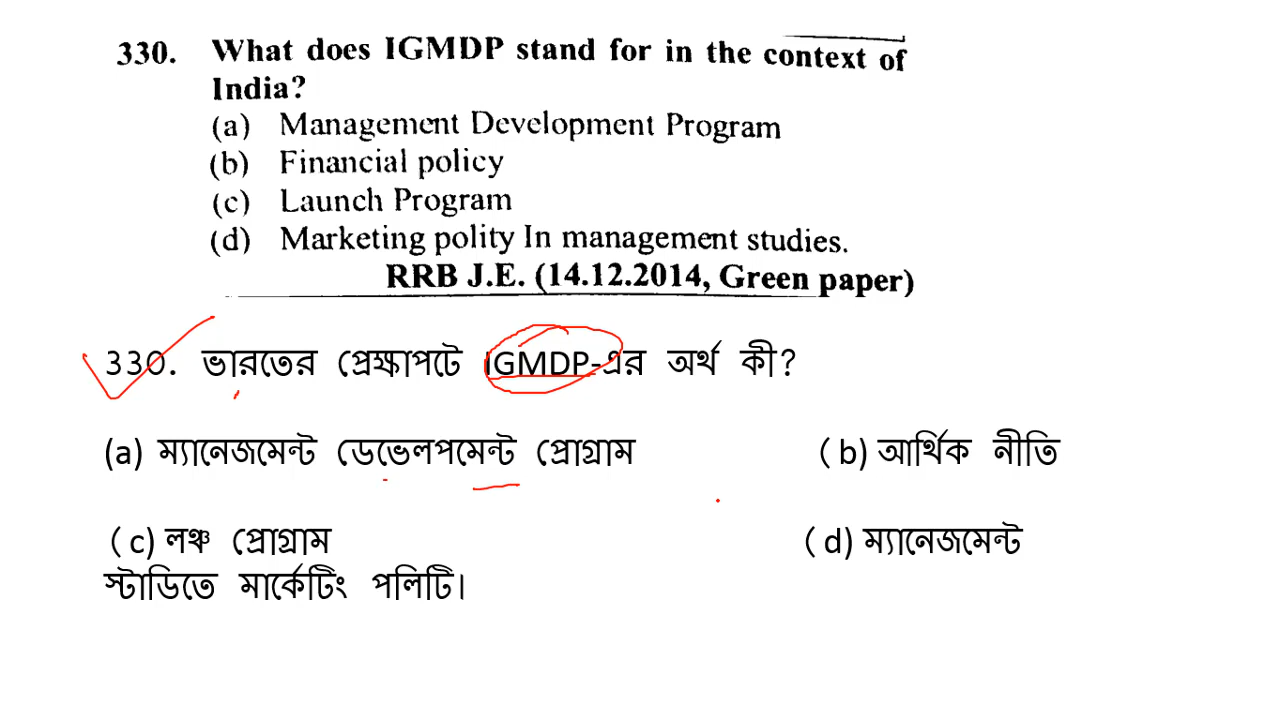 330. What does IGMDP stand for in the context of
India?
(a) Management Development Program
(b) Financial policy
(c) Launch Program
(d) Marketing polity In management studies.
RRB J.E. (14.12.2014, Green paper)
330. ভারতের প্রেক্ষাপটে IGMDP-এর অর্থ কী?
(a) ম্যানেজমেন্ট ডেভেলপমেন্ট প্রোগ্রাম (b) আর্থিক নীতি
(c) লঞ্চ প্রোগ্রাম (d) ম্যানেজমেন্ট
স্টাডিতে মার্কেটিং পলিটি।